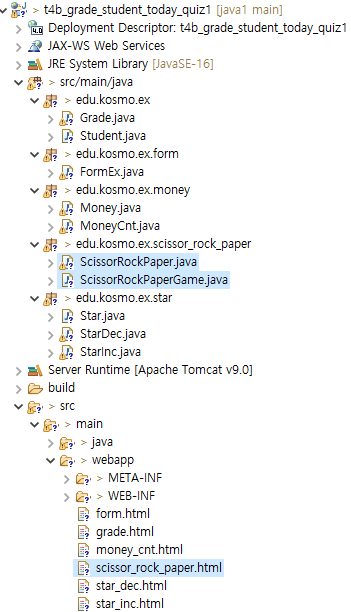 t4b_grade_student_today_quiz1 [java1 main]
Deployment Descriptor: t4b_grade_student_today_quiz1
JAX-WS Web Services
JRE System Library [JavaSE-16]
> src/main/java
> edu.kosmo.ex
> Grade.java
> Student.java
> edu.kosmo.ex.form
> FormEx.java
> edu.kosmo.ex.money
> Money.java
> MoneyCnt.java
> edu.kosmo.ex.scissor_rock_paper
> ScissorRockPaper.java
> ScissorRockPaperGame.java
> edu.kosmo.ex.star
> Star.java
> StarDec.java
> StarInc.java
Server Runtime [Apache Tomcat v9.0]
build
> src
> main
> java
> webapp
> META-INF
> WEB-INF
form.html
grade.html
money_cnt.html
scissor_rock_paper.html
star_dec.html
star_inc.html